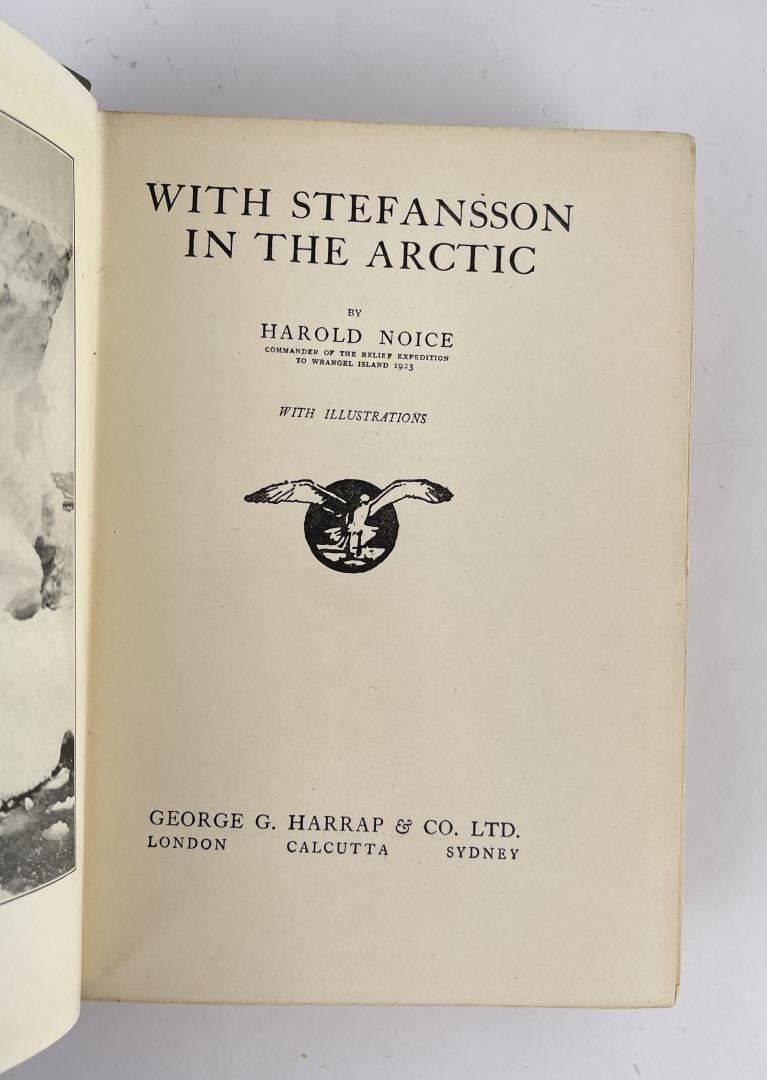 WITH STEFANSSON
IN THE ARCTIC
BY
HAROLD NOICE
COMMANDER OF THE RELIEF EXPEDITION
TO WRANGEL ISLAND 1923
WITH ILLUSTRATIONS
GEORGE G. HARRAP & CO. LTD.
LONDON CALCUTTA SYDNEY